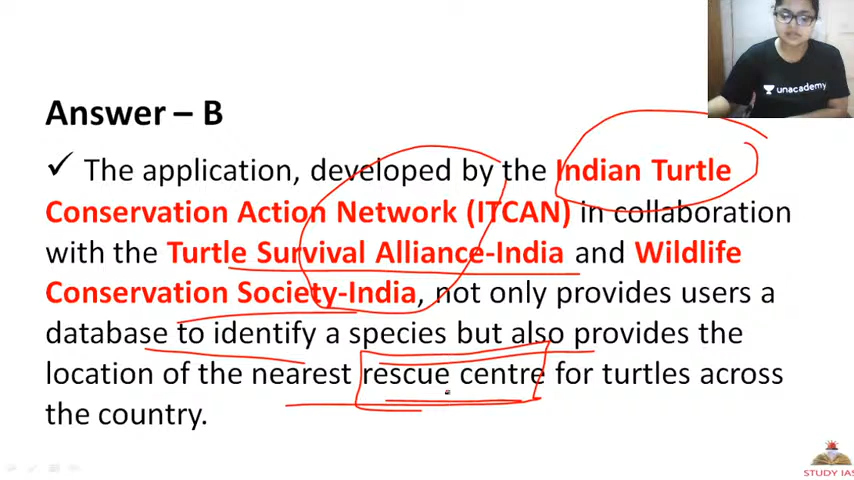 unacademy
Answer – B
✓ The application, developed by the Indian Turtle
Conservation Action Network (ITCAN) in collaboration
with the Turtle Survival Alliance-India and Wildlife
Conservation Society-India, not only provides users a
database to identify a species but also provides the
location of the nearest rescue centre for turtles across
the country.
STUDY IAS